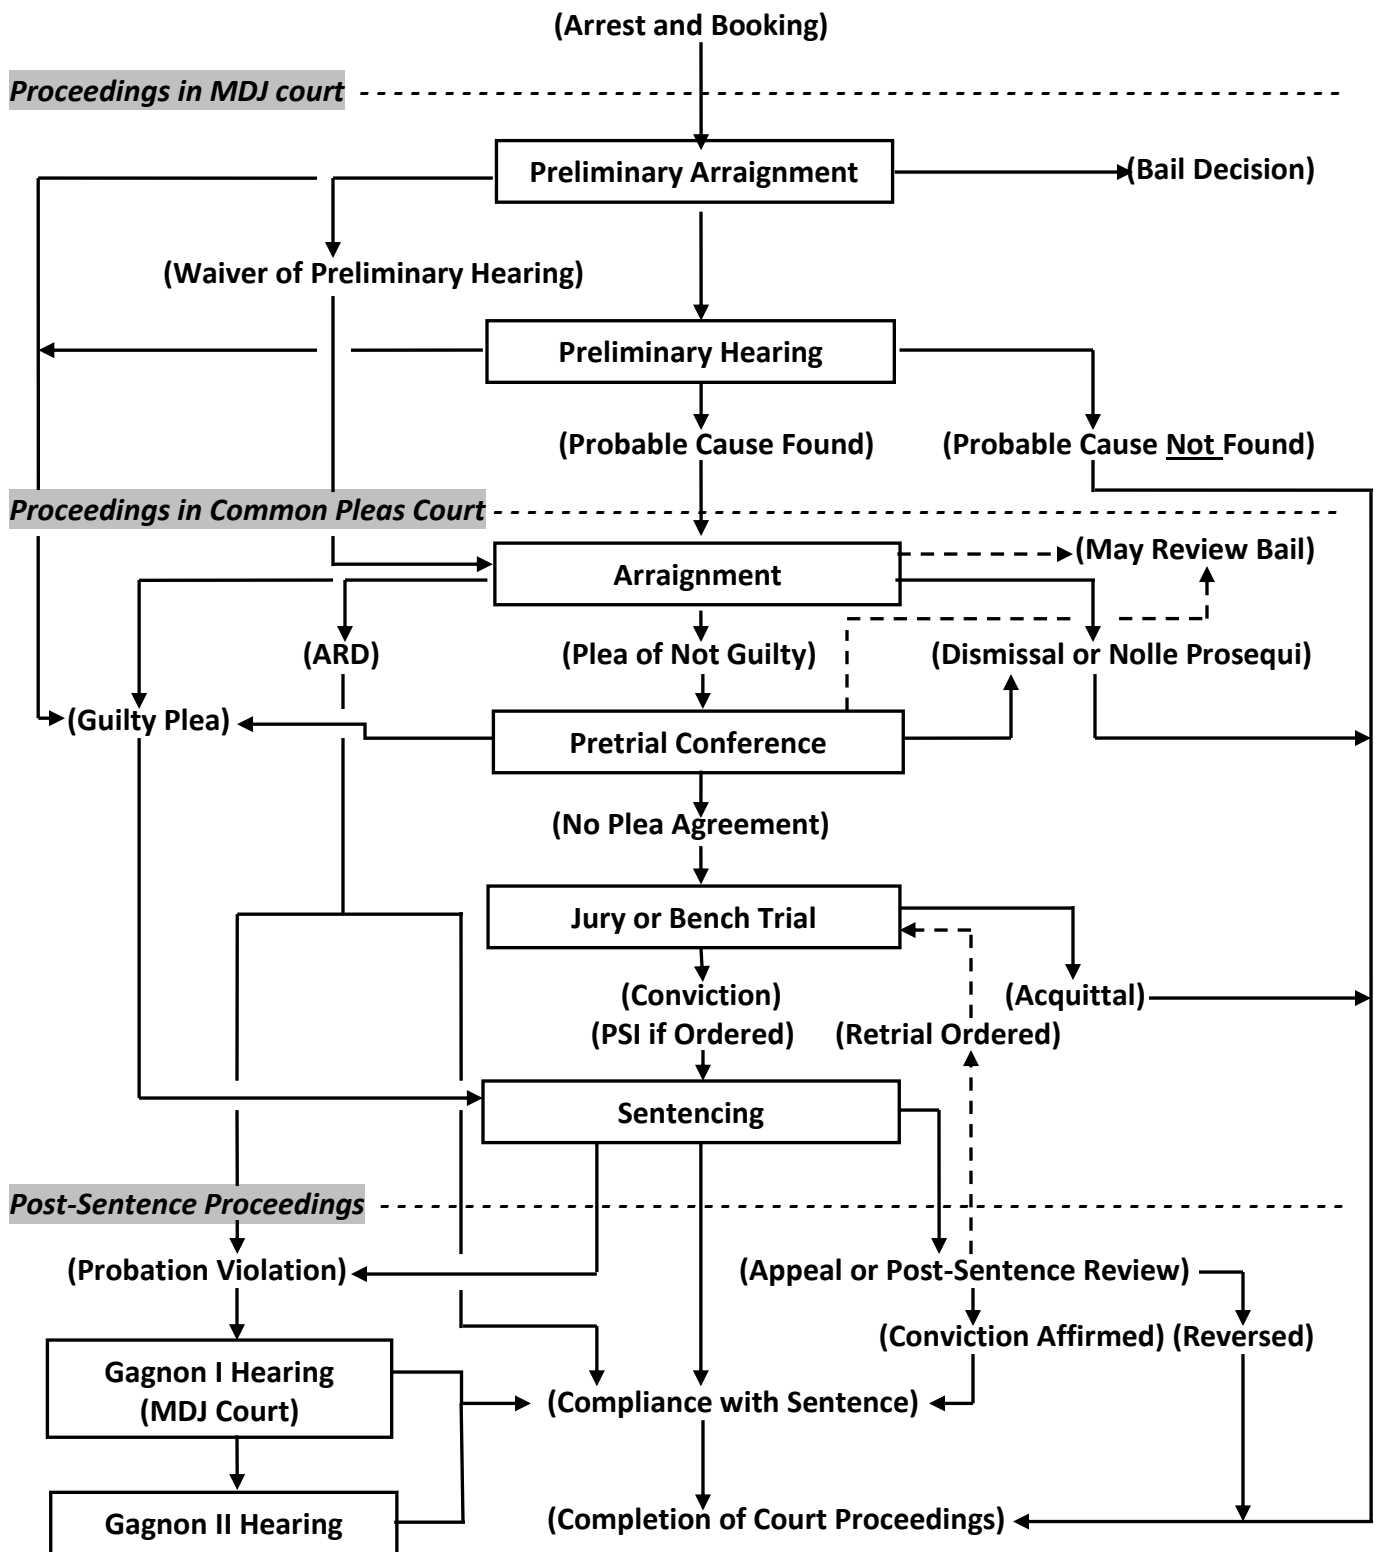 (Arrest and Booking)
Proceedings in MDJ court
Preliminary Arraignment
(Bail Decision)
(Waiver of Preliminary Hearing)
Preliminary Hearing
(Probable Cause Found)
(Probable Cause Not Found)
Proceedings in Common Pleas Court
(May Review Bail)
Arraignment
(ARD)
(Plea of Not Guilty)
(Dismissal or Nolle Prosequi)
(Guilty Plea)
Pretrial Conference
(No Plea Agreement)
Jury or Bench Trial
(Conviction)
(Acquittal)
(PSI if Ordered)
(Retrial Ordered)
Sentencing
Post-Sentence Proceedings
(Probation Violation)
(Appeal or Post-Sentence Review)
(Conviction Affirmed)
(Reversed)
Gagnon I Hearing
(MDJ Court)
(Compliance with Sentence)
Gagnon II Hearing
(Completion of Court Proceedings)